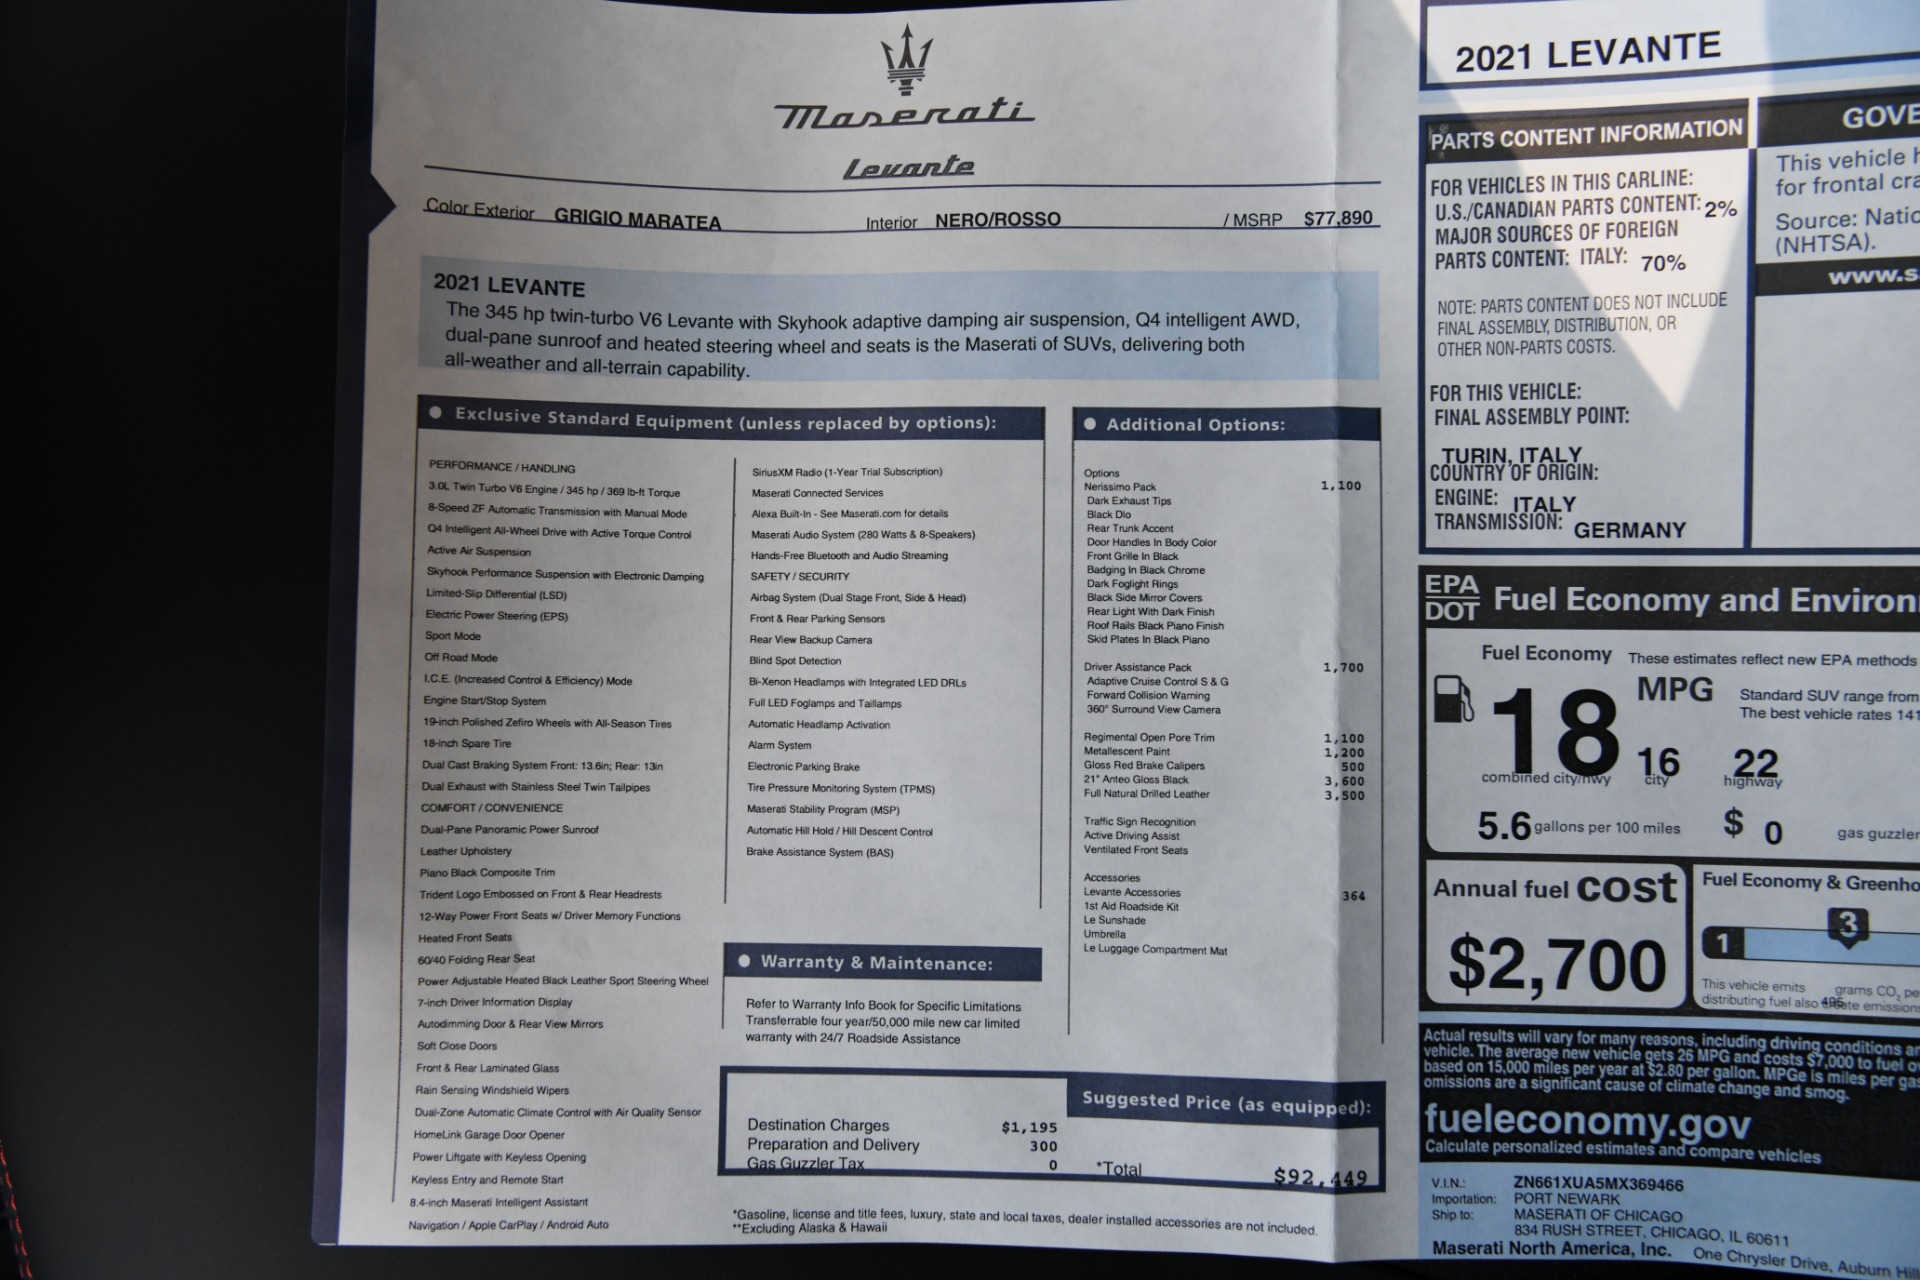 Maserati
Levante
Color Exterior GRIGIO MARATEA Interior NERO/ROSSO / MSRP $77,890
2021 LEVANTE
The 345 hp twin-turbo V6 Levante with Skyhook adaptive damping air suspension, Q4 intelligent AWD,
dual-pane sunroof and heated steering wheel and seats is the Maserati of SUVs, delivering both
all-weather and all-terrain capability.
Exclusive Standard Equipment (unless replaced by options):
PERFORMANCE / HANDLING
3.0L Twin Turbo V6 Engine / 345 hp / 369 lb-ft Torque
8-Speed ZF Automatic Transmission with Manual Mode
Q4 Intelligent All-Wheel Drive with Active Torque Control
Active Air Suspension
Skyhook Performance Suspension with Electronic Damping
Limited-Slip Differential (LSD)
Electric Power Steering (EPS)
Sport Mode
Off Road Mode
I.C.E. (Increased Control & Efficiency) Mode
Engine Start/Stop System
19-inch Polished Zefiro Wheels with All-Season Tires
18-inch Spare Tire
Dual Cast Braking System Front: 13.6in; Rear: 13in
Dual Exhaust with Stainless Steel Twin Tailpipes
COMFORT / CONVENIENCE
Dual-Pane Panoramic Power Sunroof
Leather Upholstery
Piano Black Composite Trim
Trident Logo Embossed on Front & Rear Headrests
12-Way Power Front Seats w/ Driver Memory Functions
Heated Front Seats
60/40 Folding Rear Seat
Power Adjustable Heated Black Leather Sport Steering Wheel
7-inch Driver Information Display
Autodimming Door & Rear View Mirrors
Soft Close Doors
Front & Rear Laminated Glass
Rain Sensing Windshield Wipers
Dual-Zone Automatic Climate Control with Air Quality Sensor
HomeLink Garage Door Opener
Power Liftgate with Keyless Opening
Keyless Entry and Remote Start
8.4-inch Maserati Intelligent Assistant
Navigation / Apple CarPlay / Android Auto
SiriusXM Radio (1-Year Trial Subscription)
Maserati Connected Services
Alexa Built-In - See Maserati.com for details
Maserati Audio System (280 Watts & 8-Speakers)
Hands-Free Bluetooth and Audio Streaming
SAFETY / SECURITY
Airbag System (Dual Stage Front, Side & Head)
Front & Rear Parking Sensors
Rear View Backup Camera
Blind Spot Detection
Bi-Xenon Headlamps with Integrated LED DRLs
Full LED Foglamps and Taillamps
Automatic Headlamp Activation
Alarm System
Electronic Parking Brake
Tire Pressure Monitoring System (TPMS)
Maserati Stability Program (MSP)
Automatic Hill Hold / Hill Descent Control
Brake Assistance System (BAS)
Warranty & Maintenance:
Refer to Warranty Info Book for Specific Limitations
Transferrable four year/50,000 mile new car limited
warranty with 24/7 Roadside Assistance
Additional Options:
Options
Nerissimo Pack 1,100
Dark Exhaust Tips
Black Dlo
Rear Trunk Accent
Door Handles In Body Color
Front Grille In Black
Badging In Black Chrome
Dark Foglight Rings
Black Side Mirror Covers
Rear Light With Dark Finish
Roof Rails Black Piano Finish
Skid Plates In Black Piano
Driver Assistance Pack 1,700
Adaptive Cruise Control S & G
Forward Collision Warning
360° Surround View Camera
Regimental Open Pore Trim 1,100
Metallescent Paint 1,200
Gloss Red Brake Calipers 500
21" Anteo Gloss Black 3,600
Full Natural Drilled Leather 3,500
Traffic Sign Recognition
Active Driving Assist
Ventilated Front Seats
Accessories
Levante Accessories 364
1st Aid Roadside Kit
Le Sunshade
Umbrella
Le Luggage Compartment Mat
Suggested Price (as equipped):
Destination Charges $1,195
Preparation and Delivery 300
Gas Guzzler Tax 0
*Total $92,449
*Gasoline, license and title fees, luxury, state and local taxes, dealer installed accessories are not included.
**Excluding Alaska & Hawaii
2021 LEVANTE
PARTS CONTENT INFORMATION
FOR VEHICLES IN THIS CARLINE:
U.S./CANADIAN PARTS CONTENT: 2%
MAJOR SOURCES OF FOREIGN
PARTS CONTENT: ITALY: 70%
NOTE: PARTS CONTENT DOES NOT INCLUDE
FINAL ASSEMBLY, DISTRIBUTION, OR
OTHER NON-PARTS COSTS.
FOR THIS VEHICLE:
FINAL ASSEMBLY POINT:
TURIN, ITALY
COUNTRY OF ORIGIN:
ENGINE: ITALY
TRANSMISSION: GERMANY
GOVE
This vehicle h
for frontal cra
Source: Natio
(NHTSA).
www.s
EPA
DOT
Fuel Economy and Environ
Fuel Economy These estimates reflect new EPA methods
18 MPG
Standard SUV range from
The best vehicle rates 141
16 22
combined city/hwy city highway
5.6 gallons per 100 miles $ 0 gas guzzler
Annual fuel cost
$2,700
Fuel Economy & Greenho
1 3
This vehicle emits 495 grams CO2 pe
distributing fuel also create emissions
Actual results will vary for many reasons, including driving conditions an
vehicle. The average new vehicle gets 26 MPG and costs $7,000 to fuel o
based on 15,000 miles per year at $2.80 per gallon. MPGe is miles per gas
omissions are a significant cause of climate change and smog.
fueleconomy.gov
Calculate personalized estimates and compare vehicles
V.I.N.: ZN661XUA5MX369466
Importation: PORT NEWARK
Ship to: MASERATI OF CHICAGO
834 RUSH STREET, CHICAGO, IL 60611
Maserati North America, Inc. One Chrysler Drive, Auburn Hill